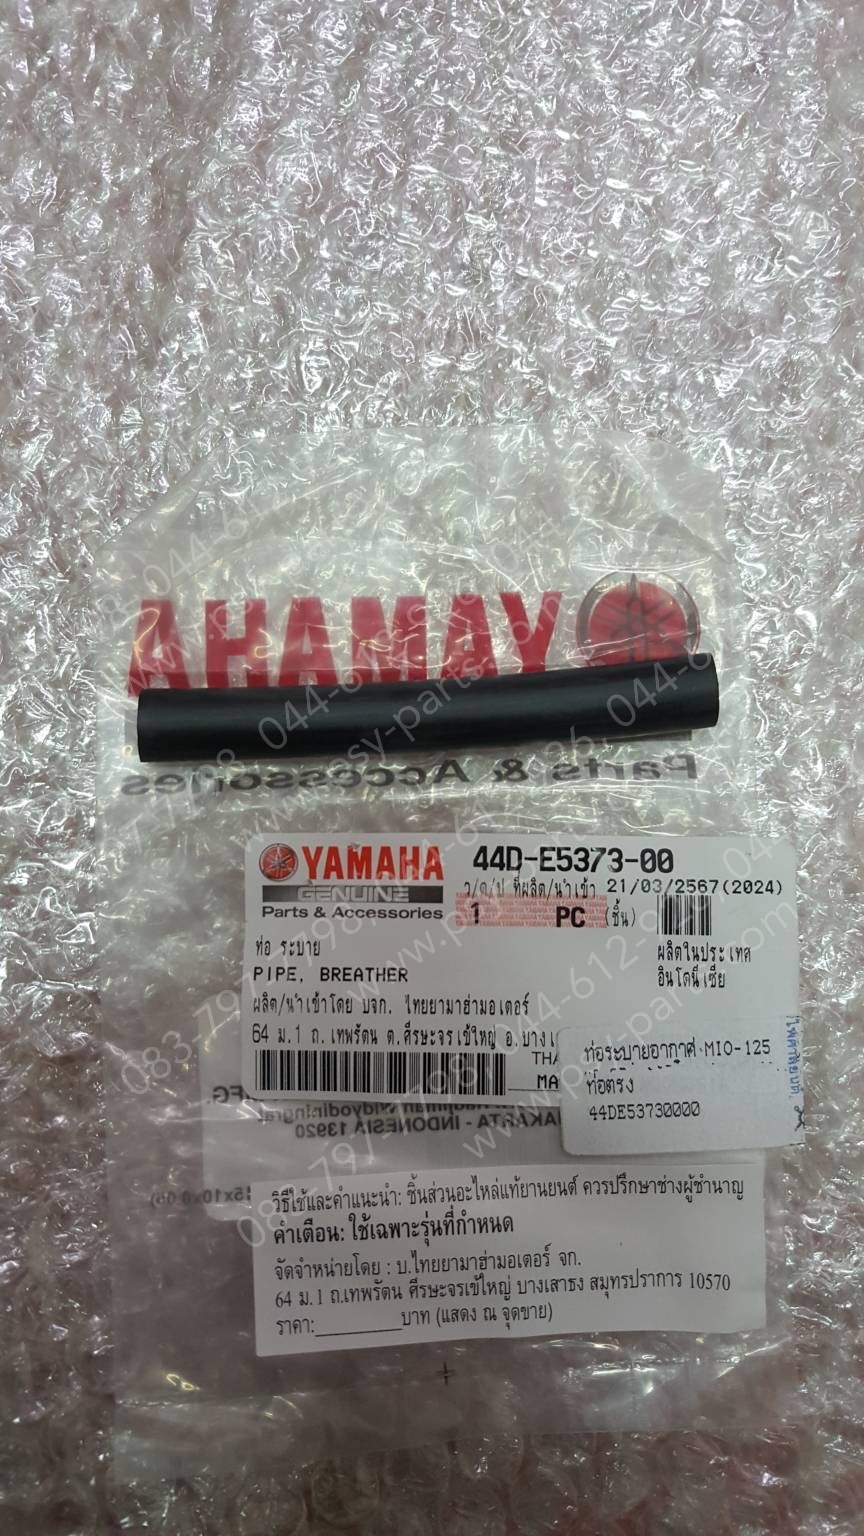 YAMAHA
Parts & Accessories
YAMAHA
GENUINE
Parts & Accessories
44D-E5373-00
ว/ด/ป ที่ผลิต/นำเข้า 21/03/2567(2024)
1 PC (ชิ้น)
ท่อ ระบาย
PIPE, BREATHER
ผลิตในประเทศ
อินโดนีเซีย
ผลิต/นำเข้าโดย บจก. ไทยยามาฮ่ามอเตอร์
64 ม.1 ถ.เทพรัตน ต.ศีรษะจรเข้ใหญ่ อ.บาง
THA
MA
ท่อระบายอากาศ MIO-125
ท่อตรง
44DE53730000
JAKARTA - INDONESIA 13920
วิธีใช้และคำแนะนำ: ชิ้นส่วนอะไหล่แท้ยานยนต์ ควรปรึกษาช่างผู้ชำนาญ
คำเตือน: ใช้เฉพาะรุ่นที่กำหนด
จัดจำหน่ายโดย : บ.ไทยยามาฮ่ามอเตอร์ จก.
64 ม.1 ถ.เทพรัตน ศีรษะจรเข้ใหญ่ บางเสาธง สมุทรปราการ 10570
ราคา:________บาท (แสดง ณ จุดขาย)